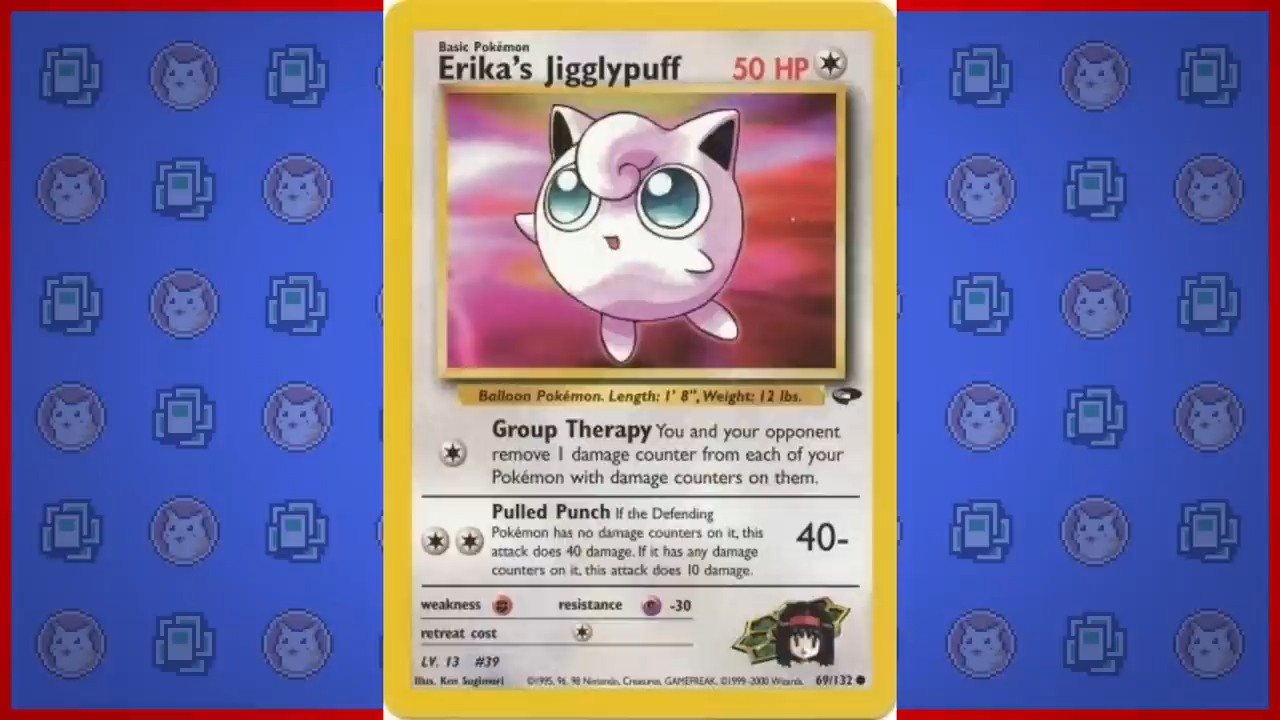 Basic Pokémon
Erika's Jigglypuff 50 HP
Balloon Pokémon. Length: 1' 8", Weight: 12 lbs.
Group Therapy You and your opponent
remove 1 damage counter from each of your
Pokémon with damage counters on them.
Pulled Punch If the Defending
Pokémon has no damage counters on it, this
attack does 40 damage. If it has any damage
counters on it, this attack does 10 damage.
40-
weakness resistance -30
retreat cost
LV. 13 #39
Illus. Ken Sugimori ©1995, 96, 98 Nintendo, Creatures, GAMEFREAK. ©1999-2000 Wizards. 69/132